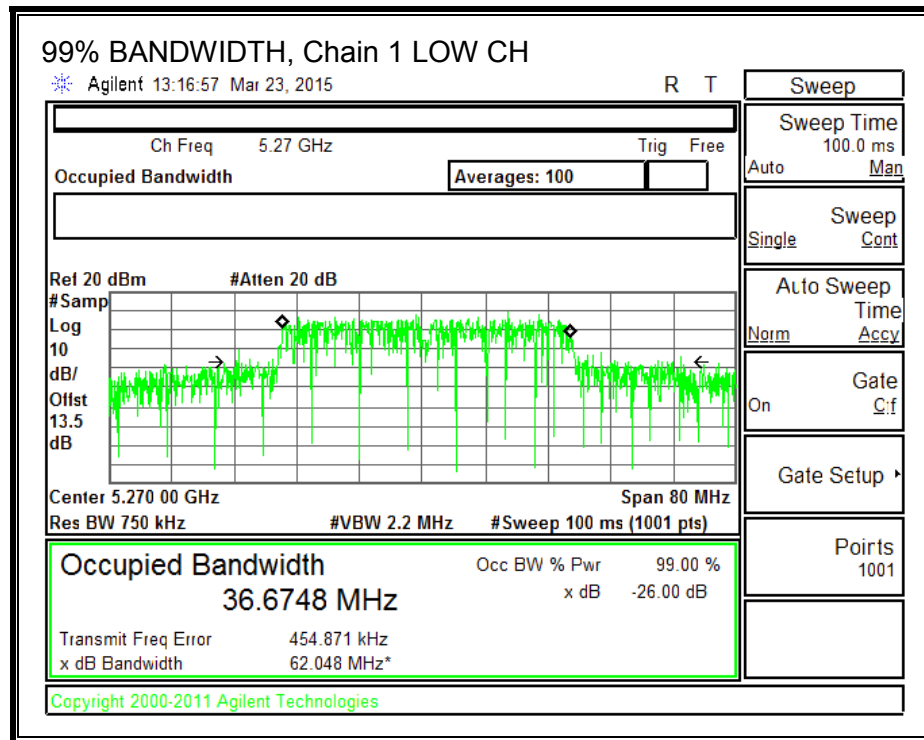 99% BANDWIDTH, Chain 1 LOW CH
Agilent 13:16:57 Mar 23, 2015 R T
Ch Freq 5.27 GHz Trig Free
Occupied Bandwidth Averages: 100
Ref 20 dBm #Atten 20 dB
#Samp
Log
10
dB/
Offst
13.5
dB
Center 5.270 00 GHz Span 80 MHz
Res BW 750 kHz #VBW 2.2 MHz #Sweep 100 ms (1001 pts)
Occupied Bandwidth
36.6748 MHz
Occ BW % Pwr 99.00 %
x dB -26.00 dB
Transmit Freq Error 454.871 kHz
x dB Bandwidth 62.048 MHz*
Copyright 2000-2011 Agilent Technologies
Sweep
Sweep Time
100.0 ms
Auto Man
Sweep
Single Cont
Auto Sweep
Time
Norm Accy
Gate
On Off
Gate Setup
Points
1001